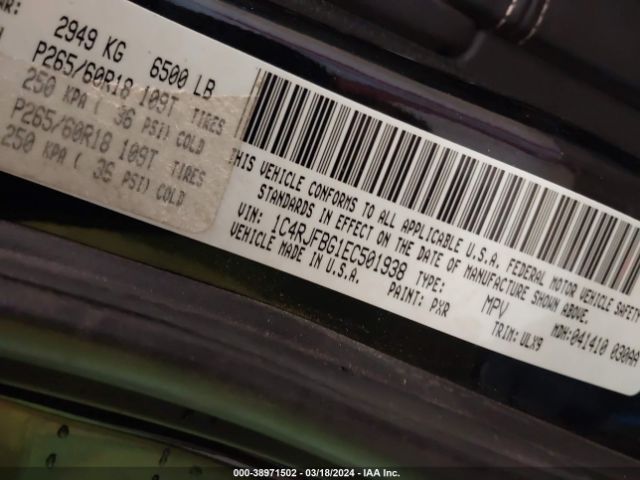 2949 KG 6500 LB
P265/60R18 109T TIRES
250 KPA ( 36 PSI) COLD
P265/60R18 109T TIRES
250 KPA ( 36 PSI) COLD
THIS VEHICLE CONFORMS TO ALL APPLICABLE U.S.A. FEDERAL MOTOR VEHICLE SAFETY
STANDARDS IN EFFECT ON THE DATE OF MANUFACTURE SHOWN ABOVE.
VIN: 1C4RJFBG1EC501938 TYPE: MPV MDH:041410 030AA
VEHICLE MADE IN U.S.A. PAINT: PXR TRIM: ULX9
000-38971502 - 03/18/2024 - IAA Inc.